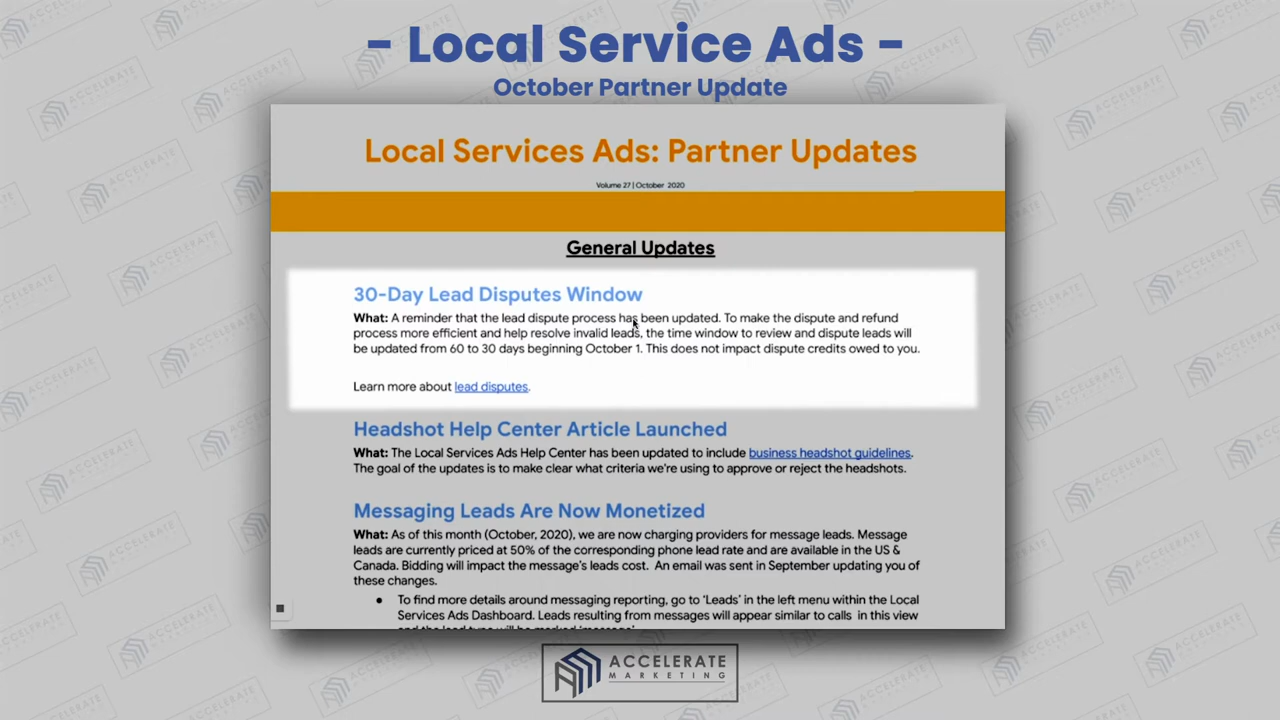 - Local Service Ads -
October Partner Update
Local Services Ads: Partner Updates
Volume 27 | October 2020
General Updates
30-Day Lead Disputes Window
What: A reminder that the lead dispute process has been updated. To make the dispute and refund
process more efficient and help resolve invalid leads, the time window to review and dispute leads will
be updated from 60 to 30 days beginning October 1. This does not impact dispute credits owed to you.
Learn more about lead disputes.
Headshot Help Center Article Launched
What: The Local Services Ads Help Center has been updated to include business headshot guidelines.
The goal of the updates is to make clear what criteria we're using to approve or reject the headshots.
Messaging Leads Are Now Monetized
What: As of this month (October, 2020), we are now charging providers for message leads. Message
leads are currently priced at 50% of the corresponding phone lead rate and are available in the US &
Canada. Bidding will impact the message's leads cost. An email was sent in September updating you of
these changes.
● To find more details around messaging reporting, go to 'Leads' in the left menu within the Local
Services Ads Dashboard. Leads resulting from messages will appear similar to calls in this view
and the lead type will be marked 'message'
ACCELERATE
MARKETING